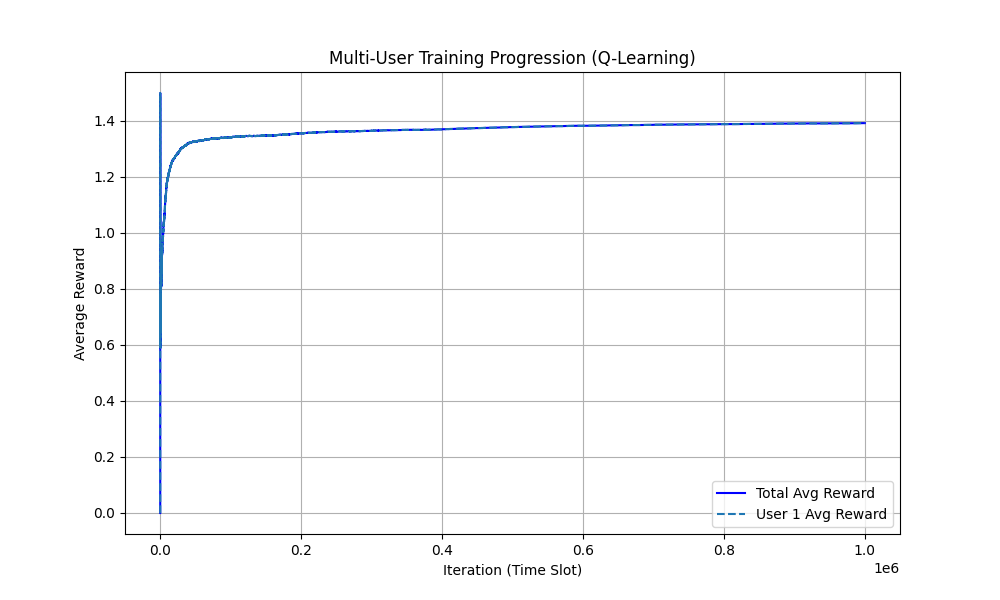 Multi-User Training Progression (Q-Learning)
Average Reward
1.4
1.2
1.0
0.8
0.6
0.4
0.2
0.0
Total Avg Reward
User 1 Avg Reward
0.0 0.2 0.4 0.6 0.8 1.0
1e6
Iteration (Time Slot)